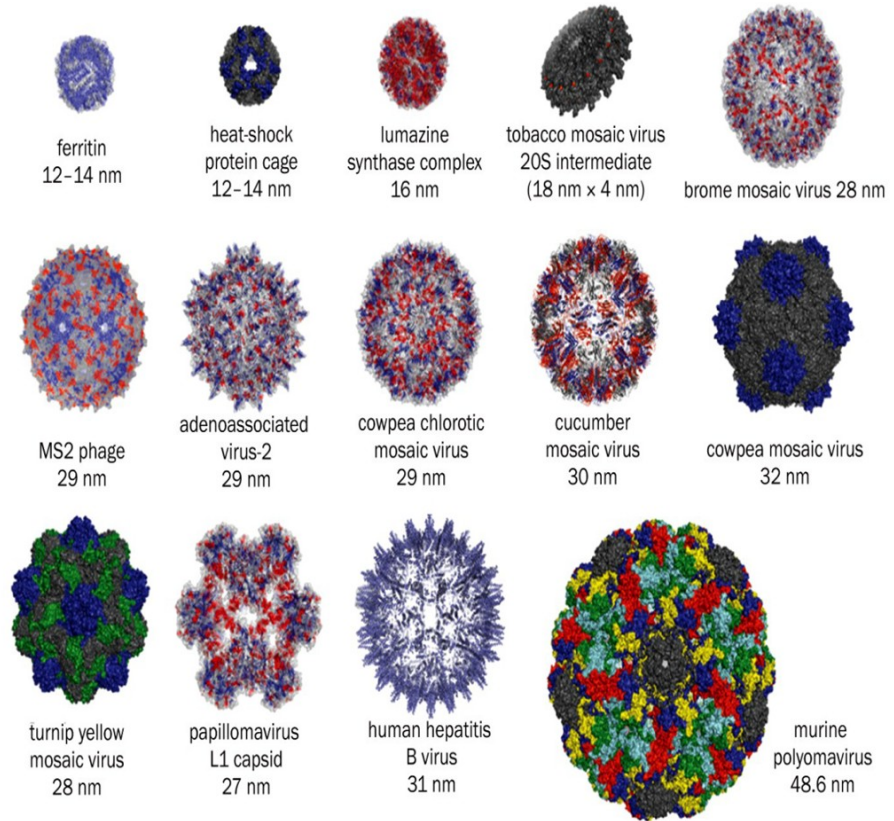 ferritin
12–14 nm
heat-shock
protein cage
12–14 nm
lumazine
synthase complex
16 nm
tobacco mosaic virus
20S intermediate
(18 nm × 4 nm)
brome mosaic virus 28 nm
MS2 phage
29 nm
adenoassociated
virus-2
29 nm
cowpea chlorotic
mosaic virus
29 nm
cucumber
mosaic virus
30 nm
cowpea mosaic virus
32 nm
turnip yellow
mosaic virus
28 nm
papillomavirus
L1 capsid
27 nm
human hepatitis
B virus
31 nm
murine
polyomavirus
48.6 nm